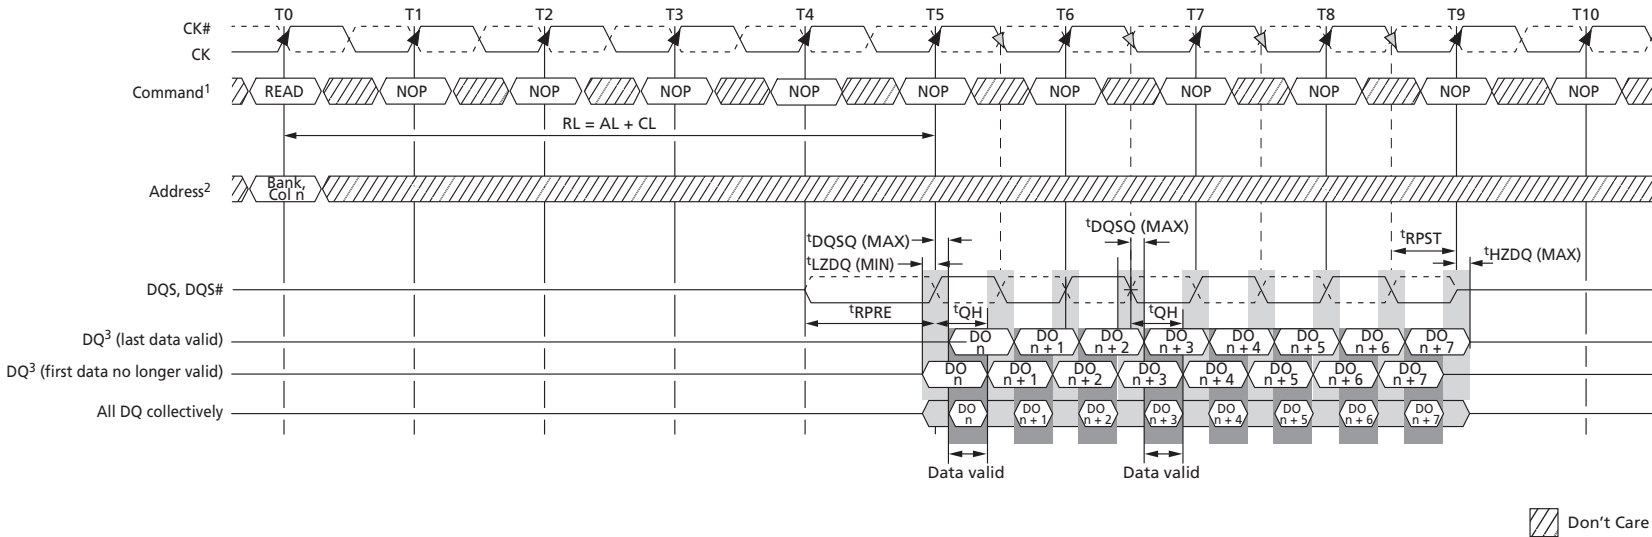 T0 T1 T2 T3 T4 T5 T6 T7 T8 T9 T10
CK#
CK
Command1 READ NOP NOP NOP NOP NOP NOP NOP NOP NOP NOP
RL = AL + CL
Address2 Bank, Col n
tDQSQ (MAX) tDQSQ (MAX) tRPST
tLZDQ (MIN) tHZDQ (MAX)
DQS, DQS#
tRPRE tQH tQH
DQ3 (last data valid) DO n DO n + 1 DO n + 2 DO n + 3 DO n + 4 DO n + 5 DO n + 6 DO n + 7
DQ3 (first data no longer valid) DO n DO n + 1 DO n + 2 DO n + 3 DO n + 4 DO n + 5 DO n + 6 DO n + 7
All DQ collectively DO n DO n + 1 DO n + 2 DO n + 3 DO n + 4 DO n + 5 DO n + 6 DO n + 7
Data valid Data valid
Don't Care